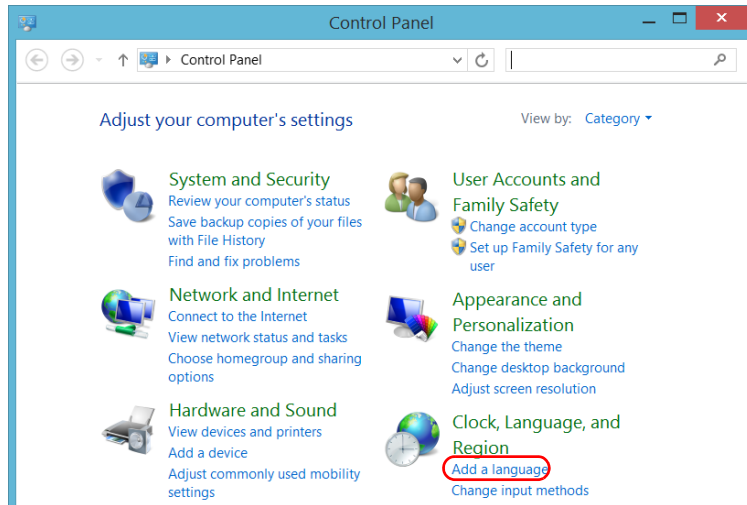 Control Panel
Control Panel
Adjust your computer's settings
View by: Category
System and Security
Review your computer's status
Save backup copies of your files
with File History
Find and fix problems
Network and Internet
Connect to the Internet
View network status and tasks
Choose homegroup and sharing
options
Hardware and Sound
View devices and printers
Add a device
Adjust commonly used mobility
settings
User Accounts and
Family Safety
Change account type
Set up Family Safety for any
user
Appearance and
Personalization
Change the theme
Change desktop background
Adjust screen resolution
Clock, Language, and
Region
Add a language
Change input methods